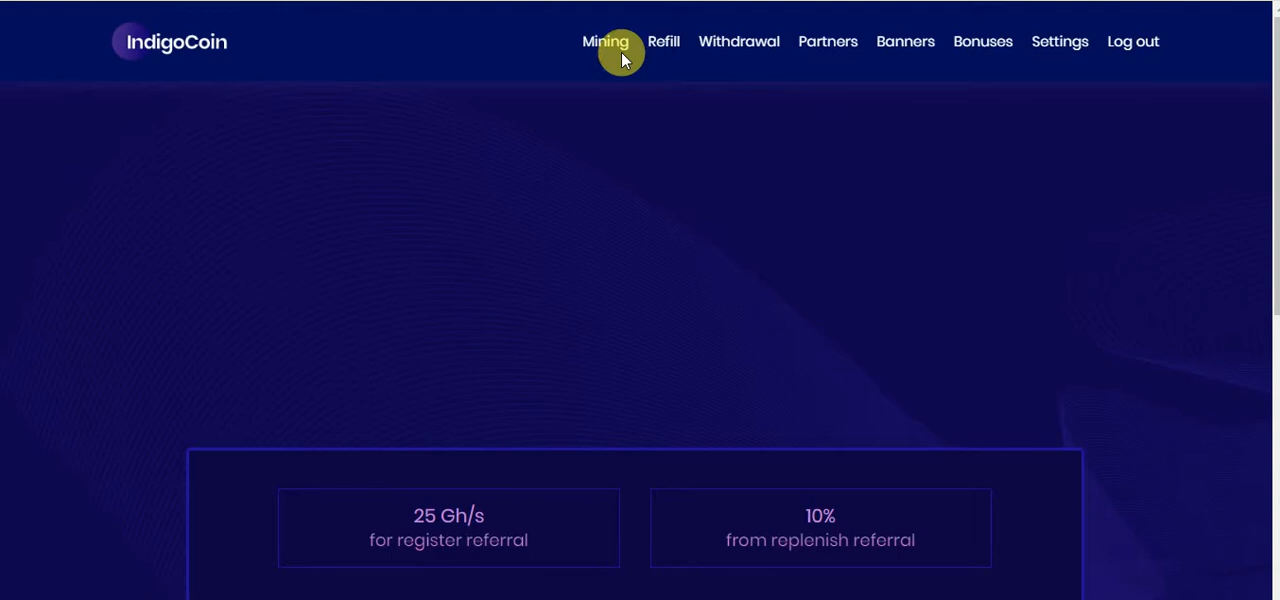 IndigoCoin
Mining Refill Withdrawal Partners Banners Bonuses Settings Log out
25 Gh/s
for register referral
10%
from replenish referral